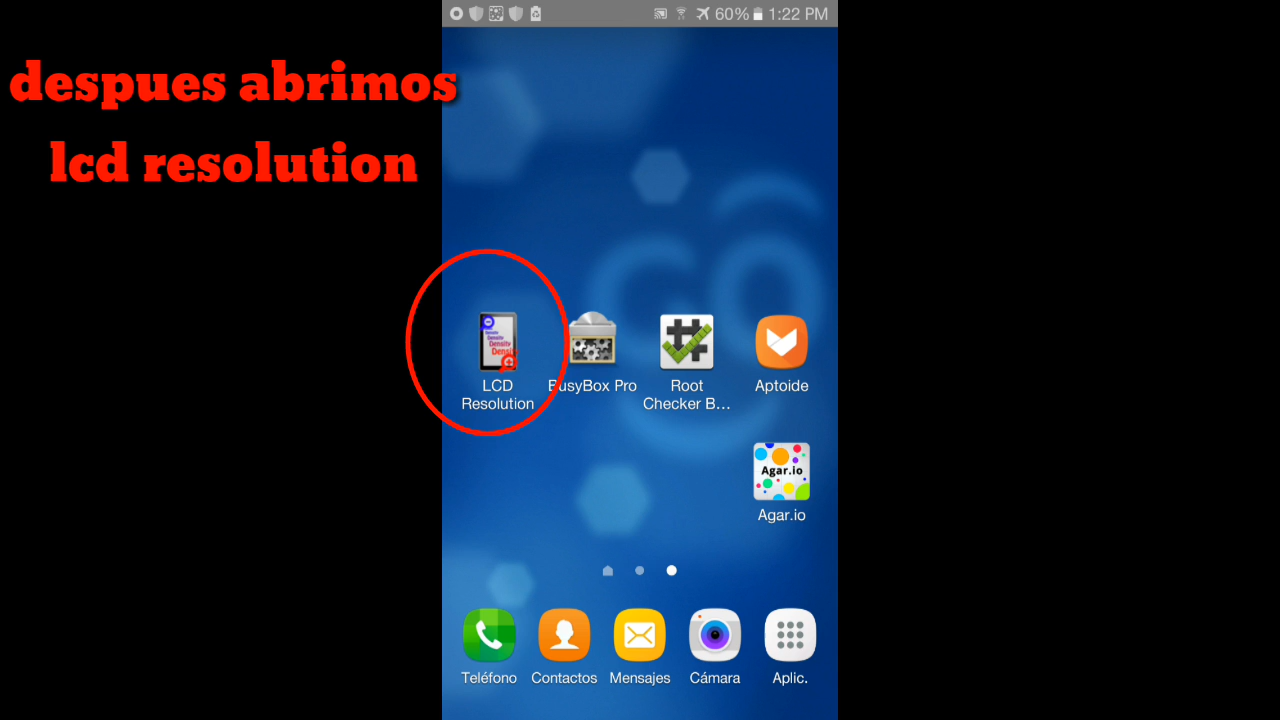 60% 1:22 PM
despues abrimos
lcd resolution
LCD
Resolution
BusyBox Pro
Root
Checker B...
Aptoide
Agar.io
Agar.io
Teléfono
Contactos
Mensajes
Cámara
Aplic.